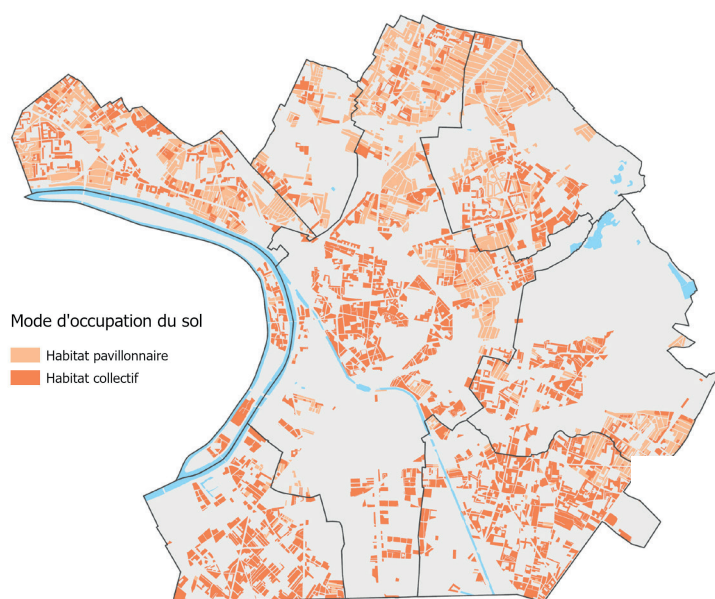 Mode d'occupation du sol
Habitat pavillonnaire
Habitat collectif